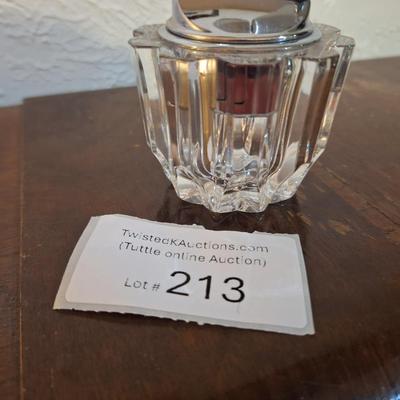 TwistedKAuctions.com
(Tuttle online Auction)
Lot # 213